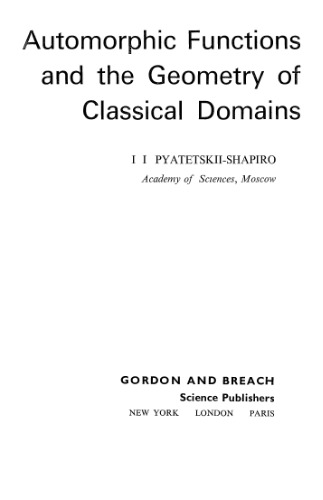 Automorphic Functions
and the Geometry of
Classical Domains
I I PYATETSKII-SHAPIRO
Academy of Sciences, Moscow
GORDON AND BREACH
Science Publishers
NEW YORK LONDON PARIS